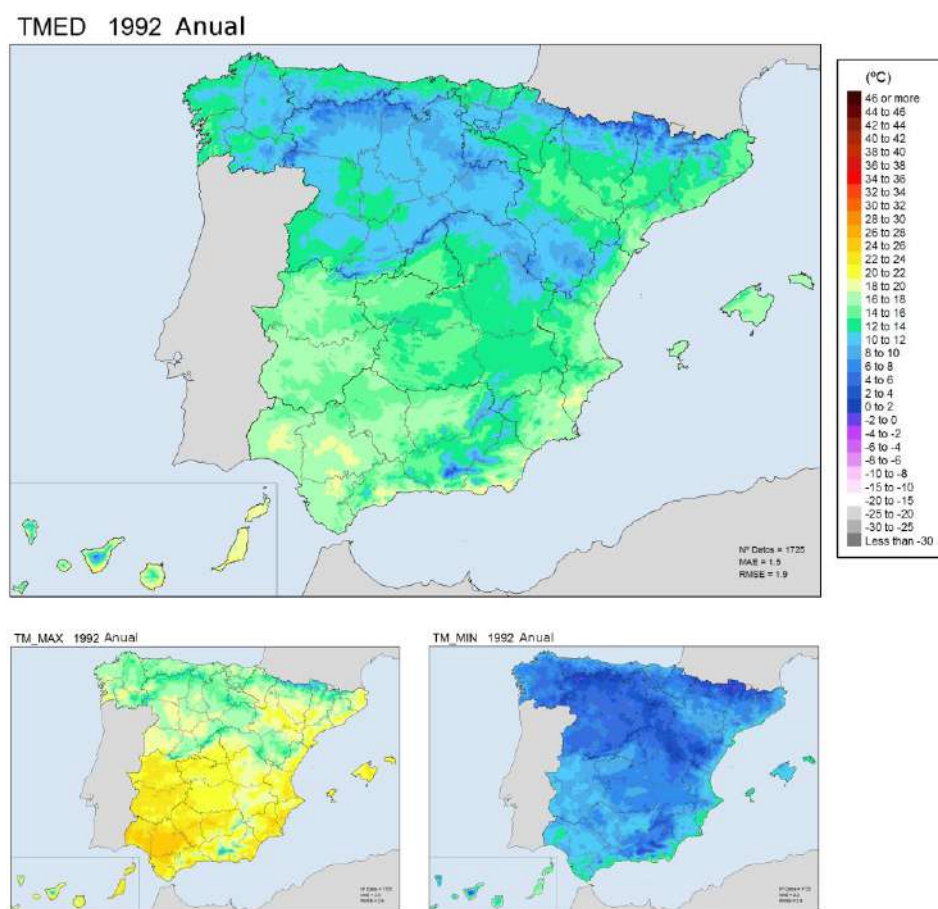 TMED 1992 Anual
(ºC)
46 or more
44 to 46
42 to 44
40 to 42
38 to 40
36 to 38
34 to 36
32 to 34
30 to 32
28 to 30
26 to 28
24 to 26
22 to 24
20 to 22
18 to 20
16 to 18
14 to 16
12 to 14
10 to 12
8 to 10
6 to 8
4 to 6
2 to 4
0 to 2
-2 to 0
-4 to -2
-6 to -4
-8 to -6
-10 to -8
-15 to -10
-20 to -15
-25 to -20
-30 to -25
Less than -30
Nº Datos = 1725
MAE = 1.5
RMSE = 1.9
TM_MAX 1992 Anual
TM_MIN 1992 Anual